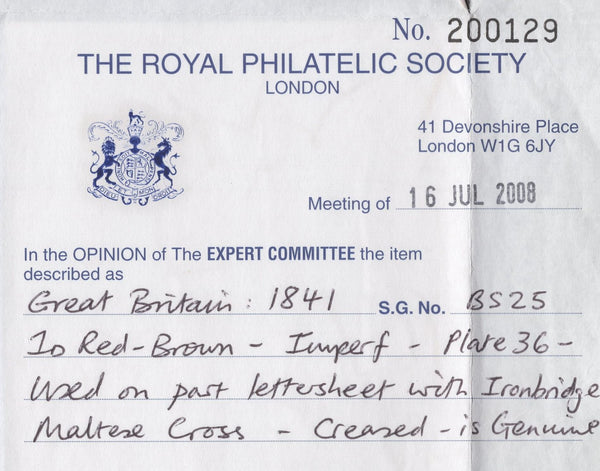 No. 200129
THE ROYAL PHILATELIC SOCIETY
LONDON
41 Devonshire Place
London W1G 6JY
Meeting of 16 JUL 2008
In the OPINION of The EXPERT COMMITTEE the item
described as
Great Britain: 1841 S.G. No. BS25
1D Red-Brown - Imperf - Plate 36 -
Used on part lettersheet with Ironbridge
Maltese Cross - Creased - is Genuine